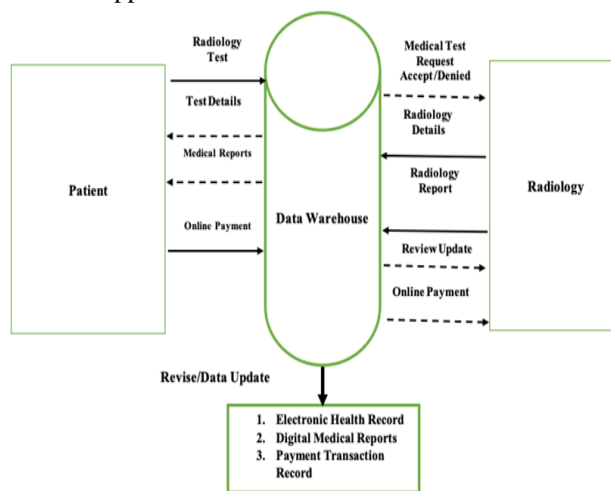 Radiology
Test
Test Details
Medical Reports
Patient
Online Payment
Data Warehouse
Medical Test
Request
Accept/Denied
Radiology
Details
Radiology
Report
Radiology
Review Update
Online Payment
Revise/Data Update
1. Electronic Health Record
2. Digital Medical Reports
3. Payment Transaction
Record